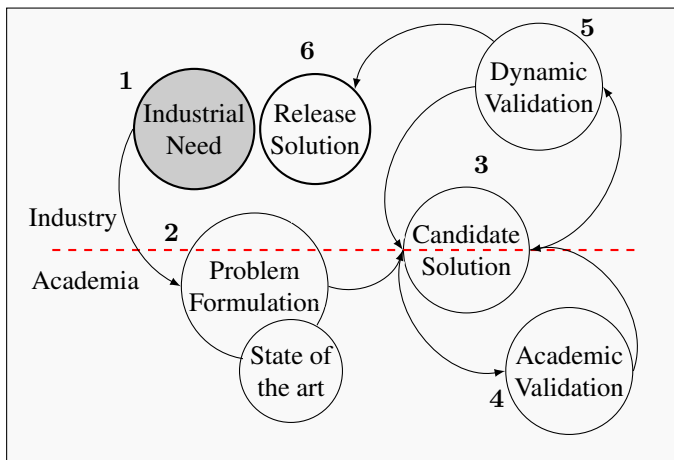 1
Industrial
Need
6
Release
Solution
5
Dynamic
Validation
3
Candidate
Solution
Industry
Academia
2
Problem
Formulation
State of
the art
4
Academic
Validation